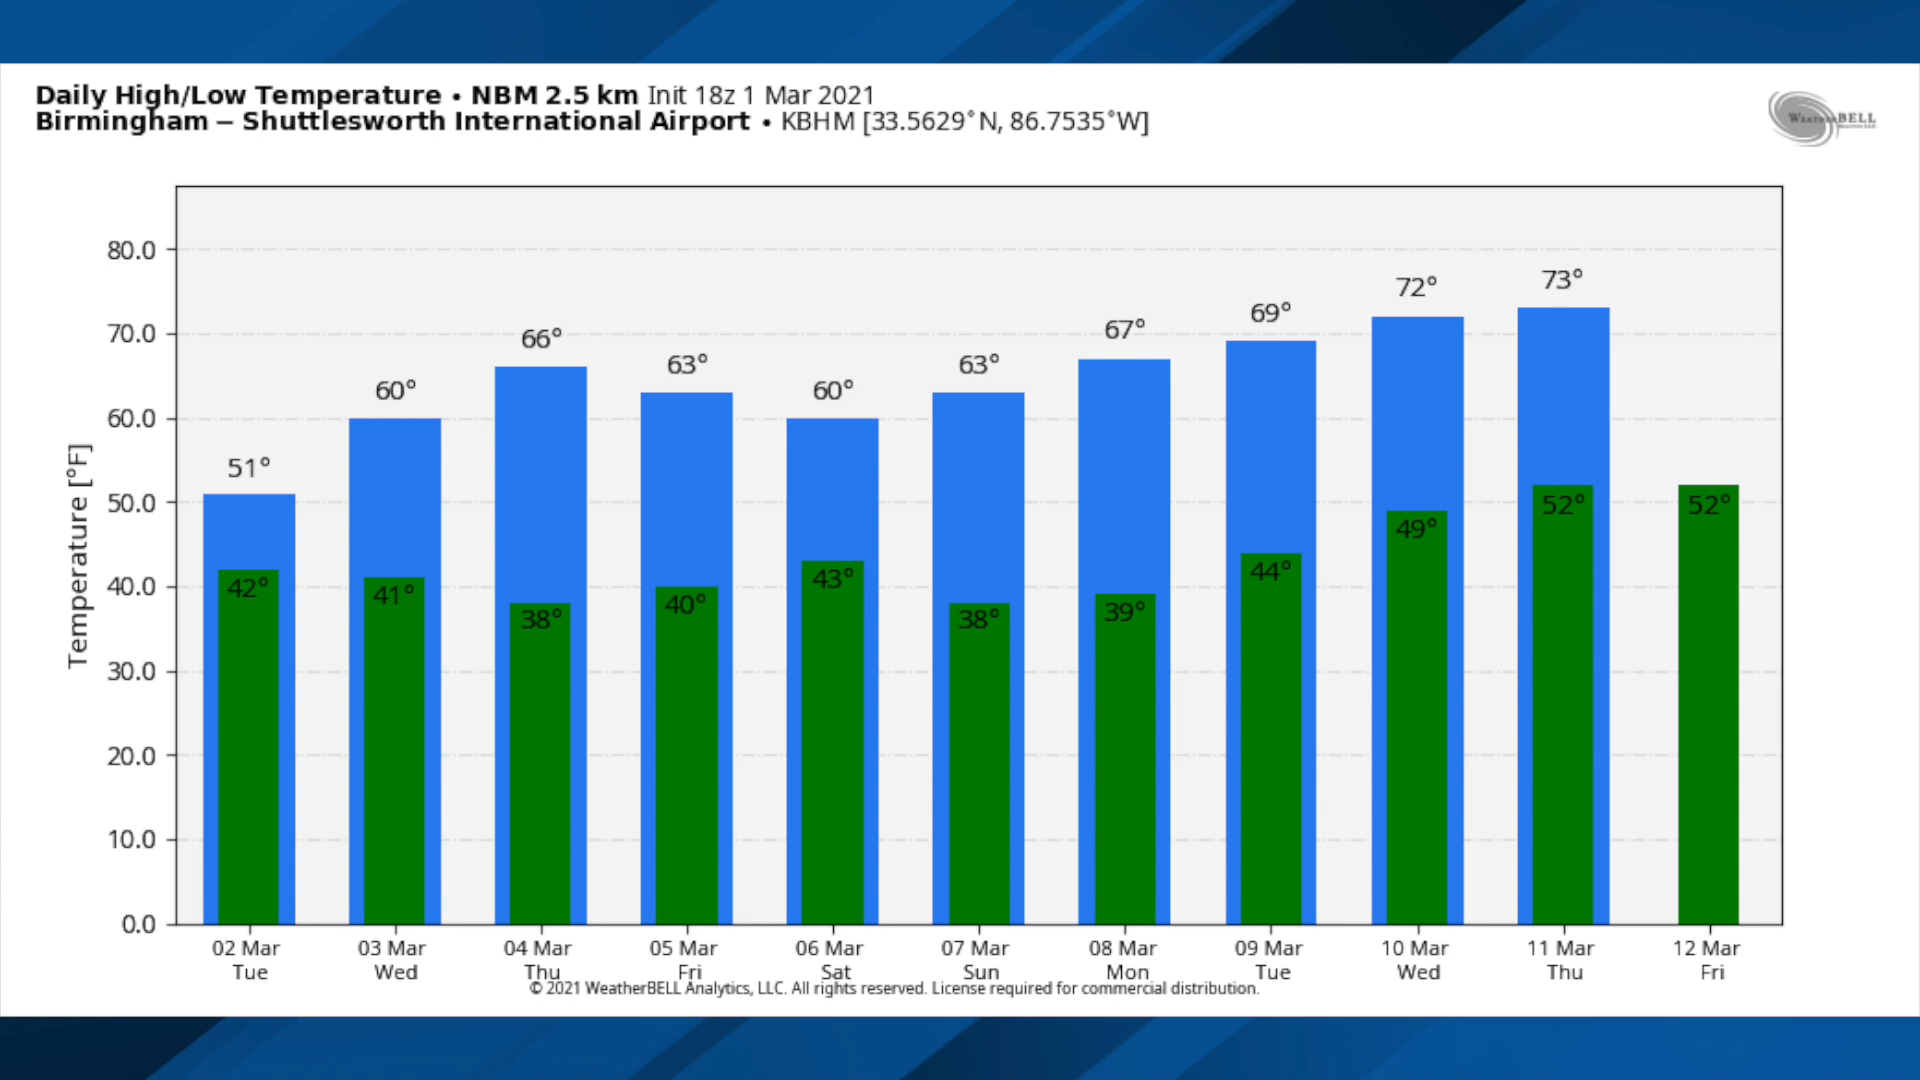 Daily High/Low Temperature • NBM 2.5 km Init 18z 1 Mar 2021
Birmingham – Shuttlesworth International Airport • KBHM [33.5629°N, 86.7535°W]
WEATHERBELL
Temperature [°F]
80.0
70.0
60.0
50.0
40.0
30.0
20.0
10.0
0.0
51° 60° 66° 63° 60° 63° 67° 69° 72° 73°
42° 41° 38° 40° 43° 38° 39° 44° 49° 52° 52°
02 Mar 03 Mar 04 Mar 05 Mar 06 Mar 07 Mar 08 Mar 09 Mar 10 Mar 11 Mar 12 Mar
Tue Wed Thu Fri Sat Sun Mon Tue Wed Thu Fri
© 2021 WeatherBELL Analytics, LLC. All rights reserved. License required for commercial distribution.